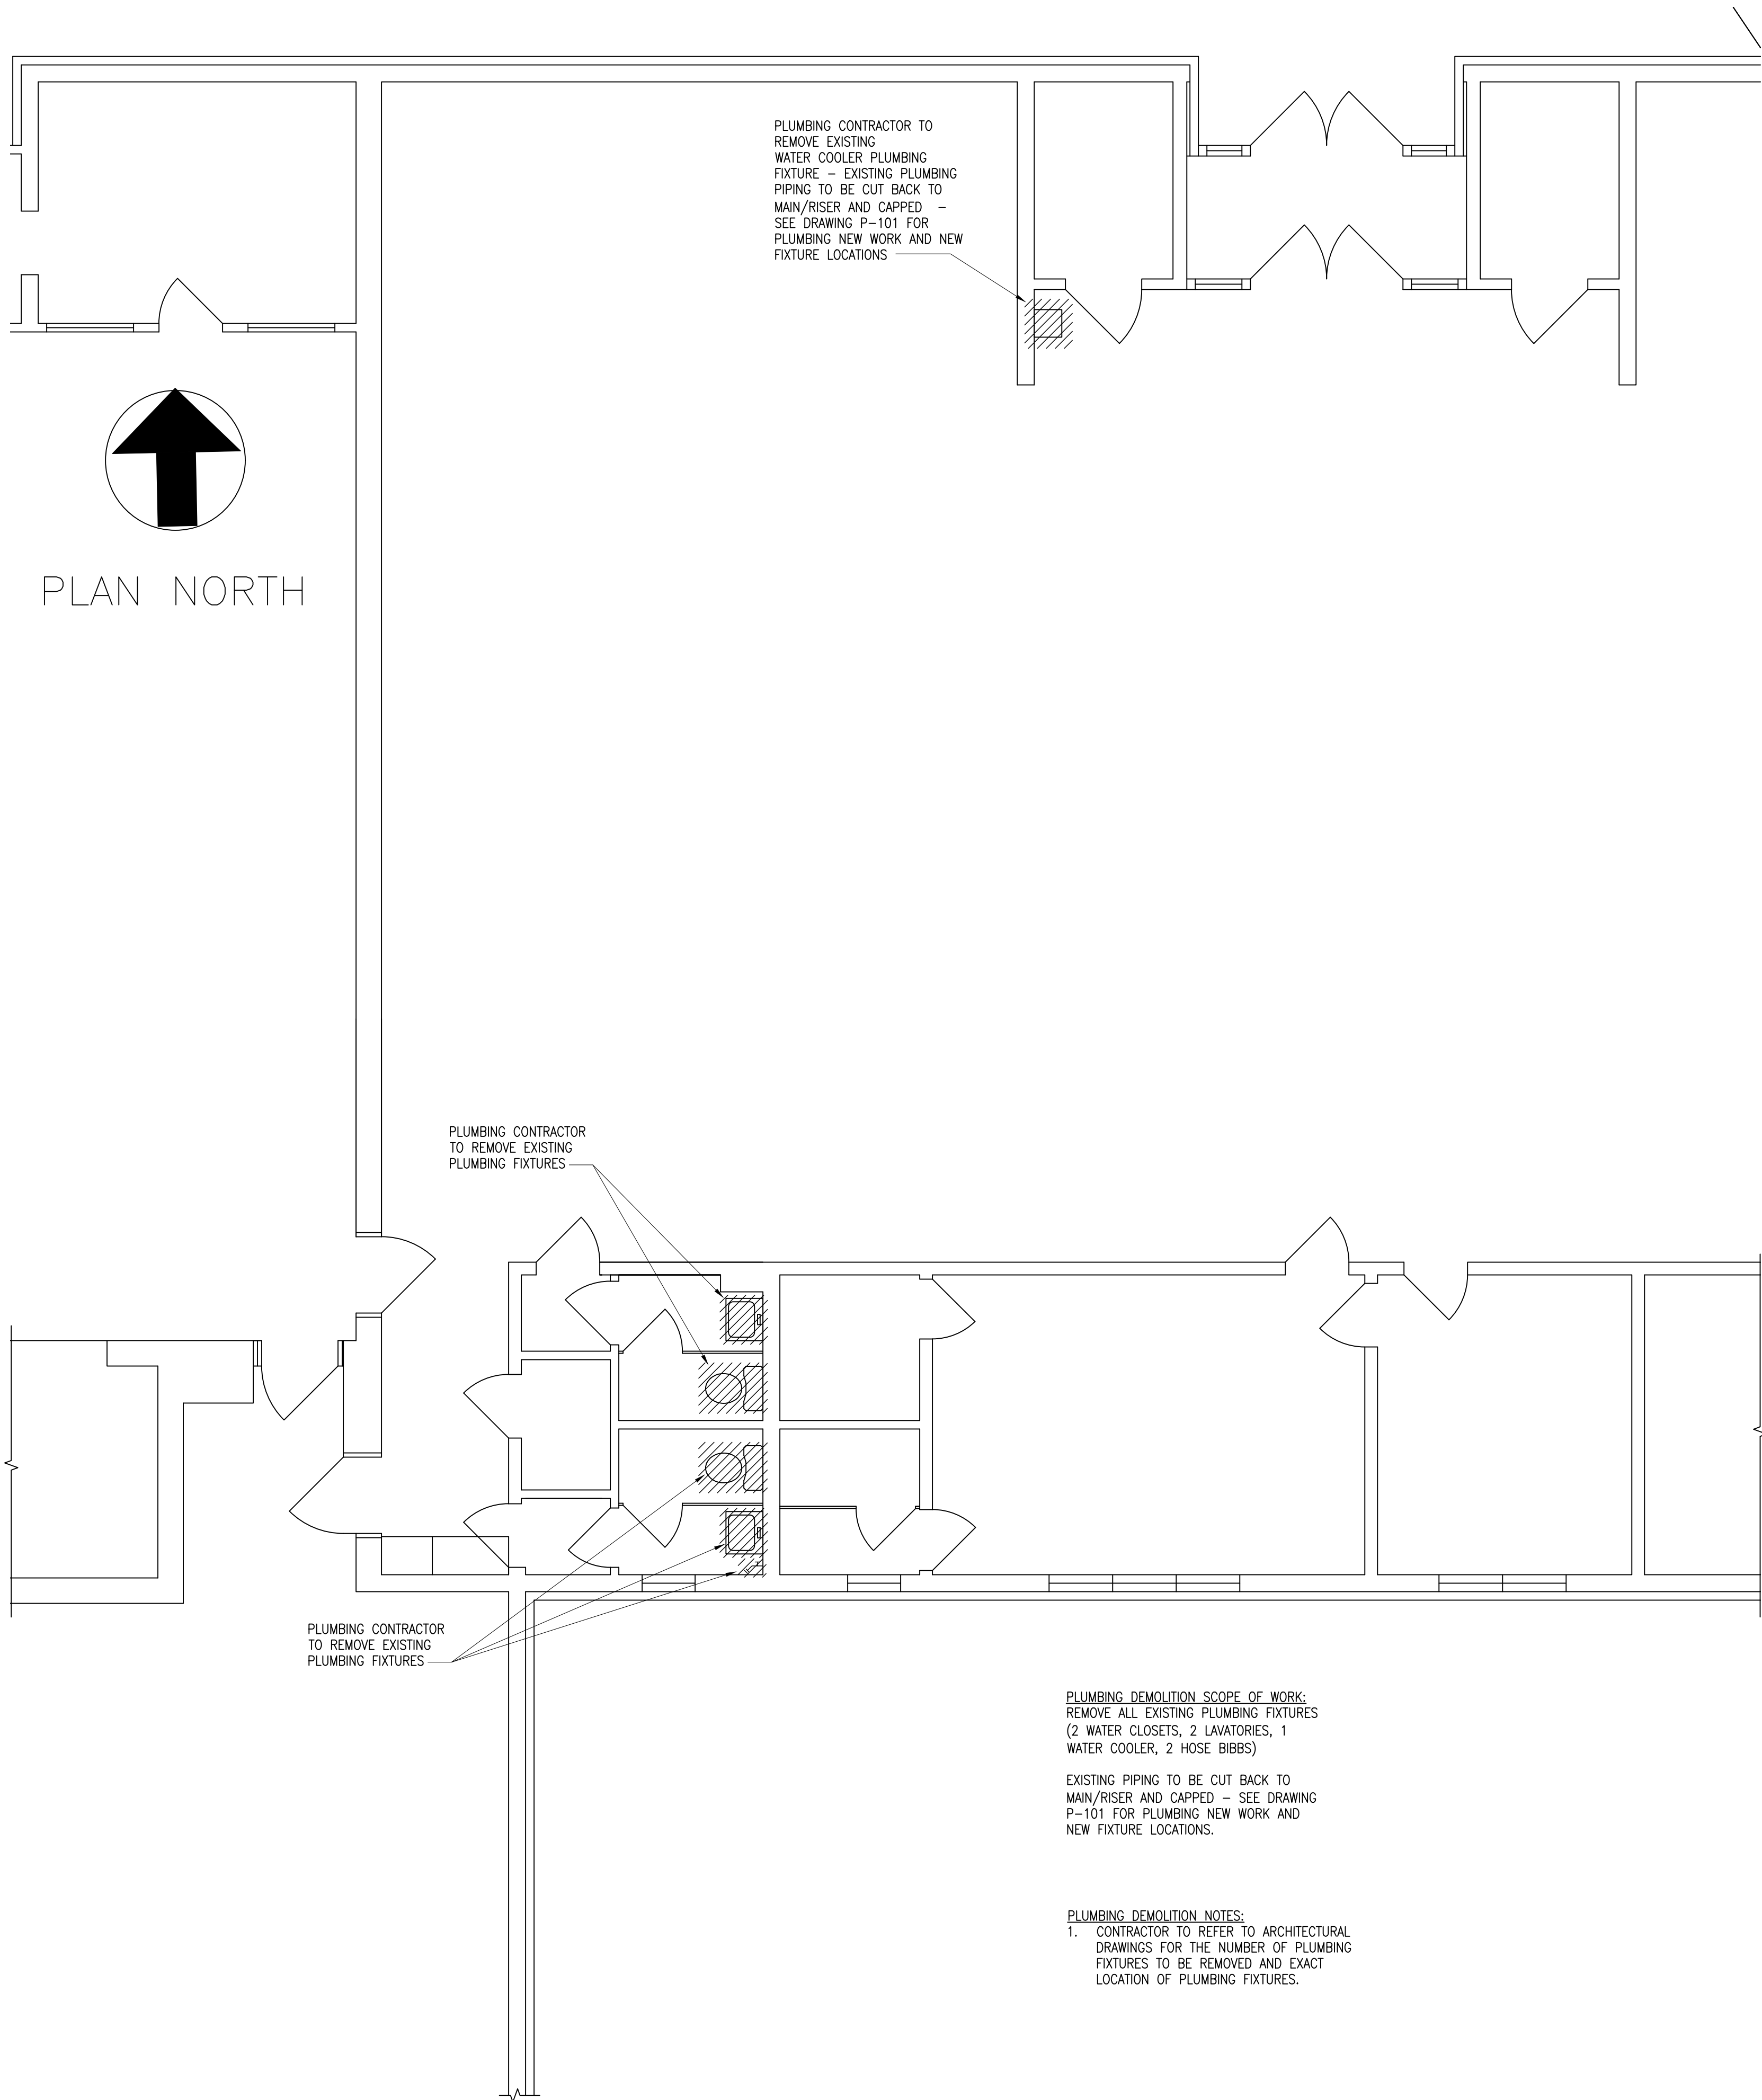 PLUMBING CONTRACTOR TO
REMOVE EXISTING
WATER COOLER PLUMBING
FIXTURE – EXISTING PLUMBING
PIPING TO BE CUT BACK TO
MAIN/RISER AND CAPPED –
SEE DRAWING P–101 FOR
PLUMBING NEW WORK AND NEW
FIXTURE LOCATIONS
PLAN NORTH
PLUMBING CONTRACTOR
TO REMOVE EXISTING
PLUMBING FIXTURES
PLUMBING CONTRACTOR
TO REMOVE EXISTING
PLUMBING FIXTURES
PLUMBING DEMOLITION SCOPE OF WORK:
REMOVE ALL EXISTING PLUMBING FIXTURES
(2 WATER CLOSETS, 2 LAVATORIES, 1
WATER COOLER, 2 HOSE BIBBS)
EXISTING PIPING TO BE CUT BACK TO
MAIN/RISER AND CAPPED – SEE DRAWING
P–101 FOR PLUMBING NEW WORK AND
NEW FIXTURE LOCATIONS.
PLUMBING DEMOLITION NOTES:
1. CONTRACTOR TO REFER TO ARCHITECTURAL
DRAWINGS FOR THE NUMBER OF PLUMBING
FIXTURES TO BE REMOVED AND EXACT
LOCATION OF PLUMBING FIXTURES.